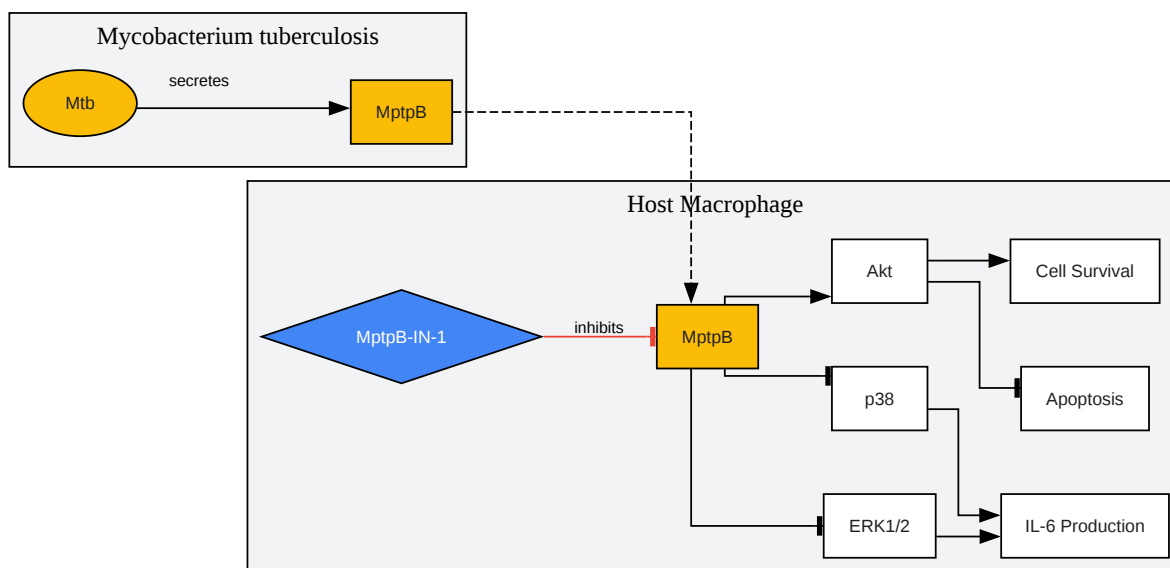 Mycobacterium tuberculosis
secretes
Mtb
MptpB
Host Macrophage
Akt
Cell Survival
MptpB-IN-1
inhibits
MptpB
p38
Apoptosis
ERK1/2
IL-6 Production